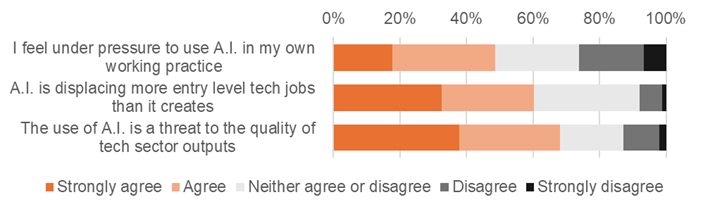 0% 20% 40% 60% 80% 100%
I feel under pressure to use A.I. in my own
working practice
A.I. is displacing more entry level tech jobs
than it creates
The use of A.I. is a threat to the quality of
tech sector outputs
Strongly agree Agree Neither agree or disagree Disagree Strongly disagree